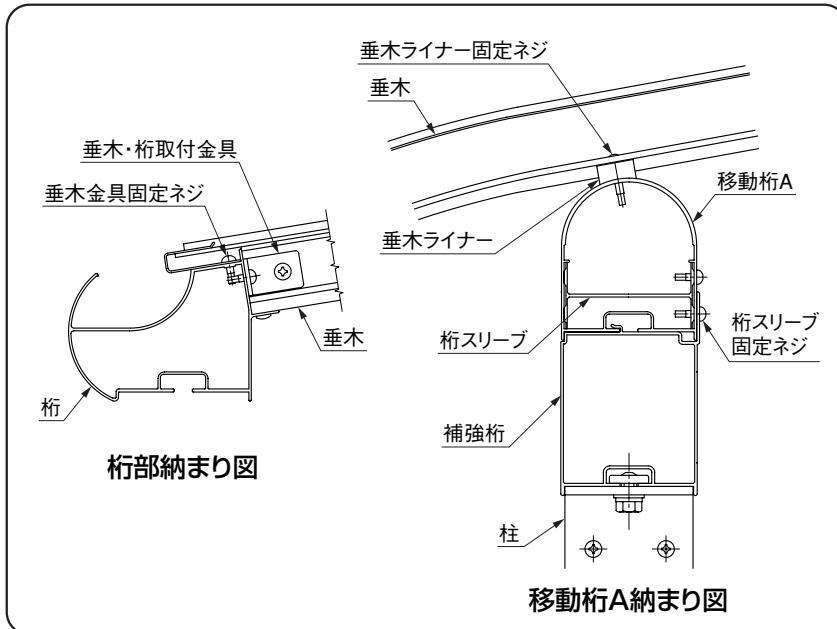 垂木・桁取付金具
垂木金具固定ネジ
垂木
桁
桁部納まり図
垂木ライナー固定ネジ
垂木
移動桁A
垂木ライナー
桁スリーブ
桁スリーブ
固定ネジ
補強桁
柱
移動桁A納まり図